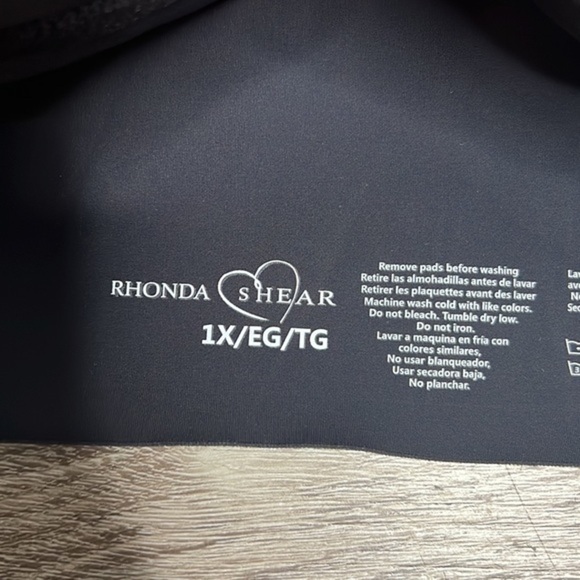 RHONDA SHEAR
1X/EG/TG
Remove pads before washing
Retire las almohadillas antes de lavar
Retirer les plaquettes avant des laver
Machine wash cold with like colors.
Do not bleach. Tumble dry low.
Do not iron.
Lavar a maquina en fría con
colores similares,
No usar blanqueador,
Usar secadora baja,
No planchar.